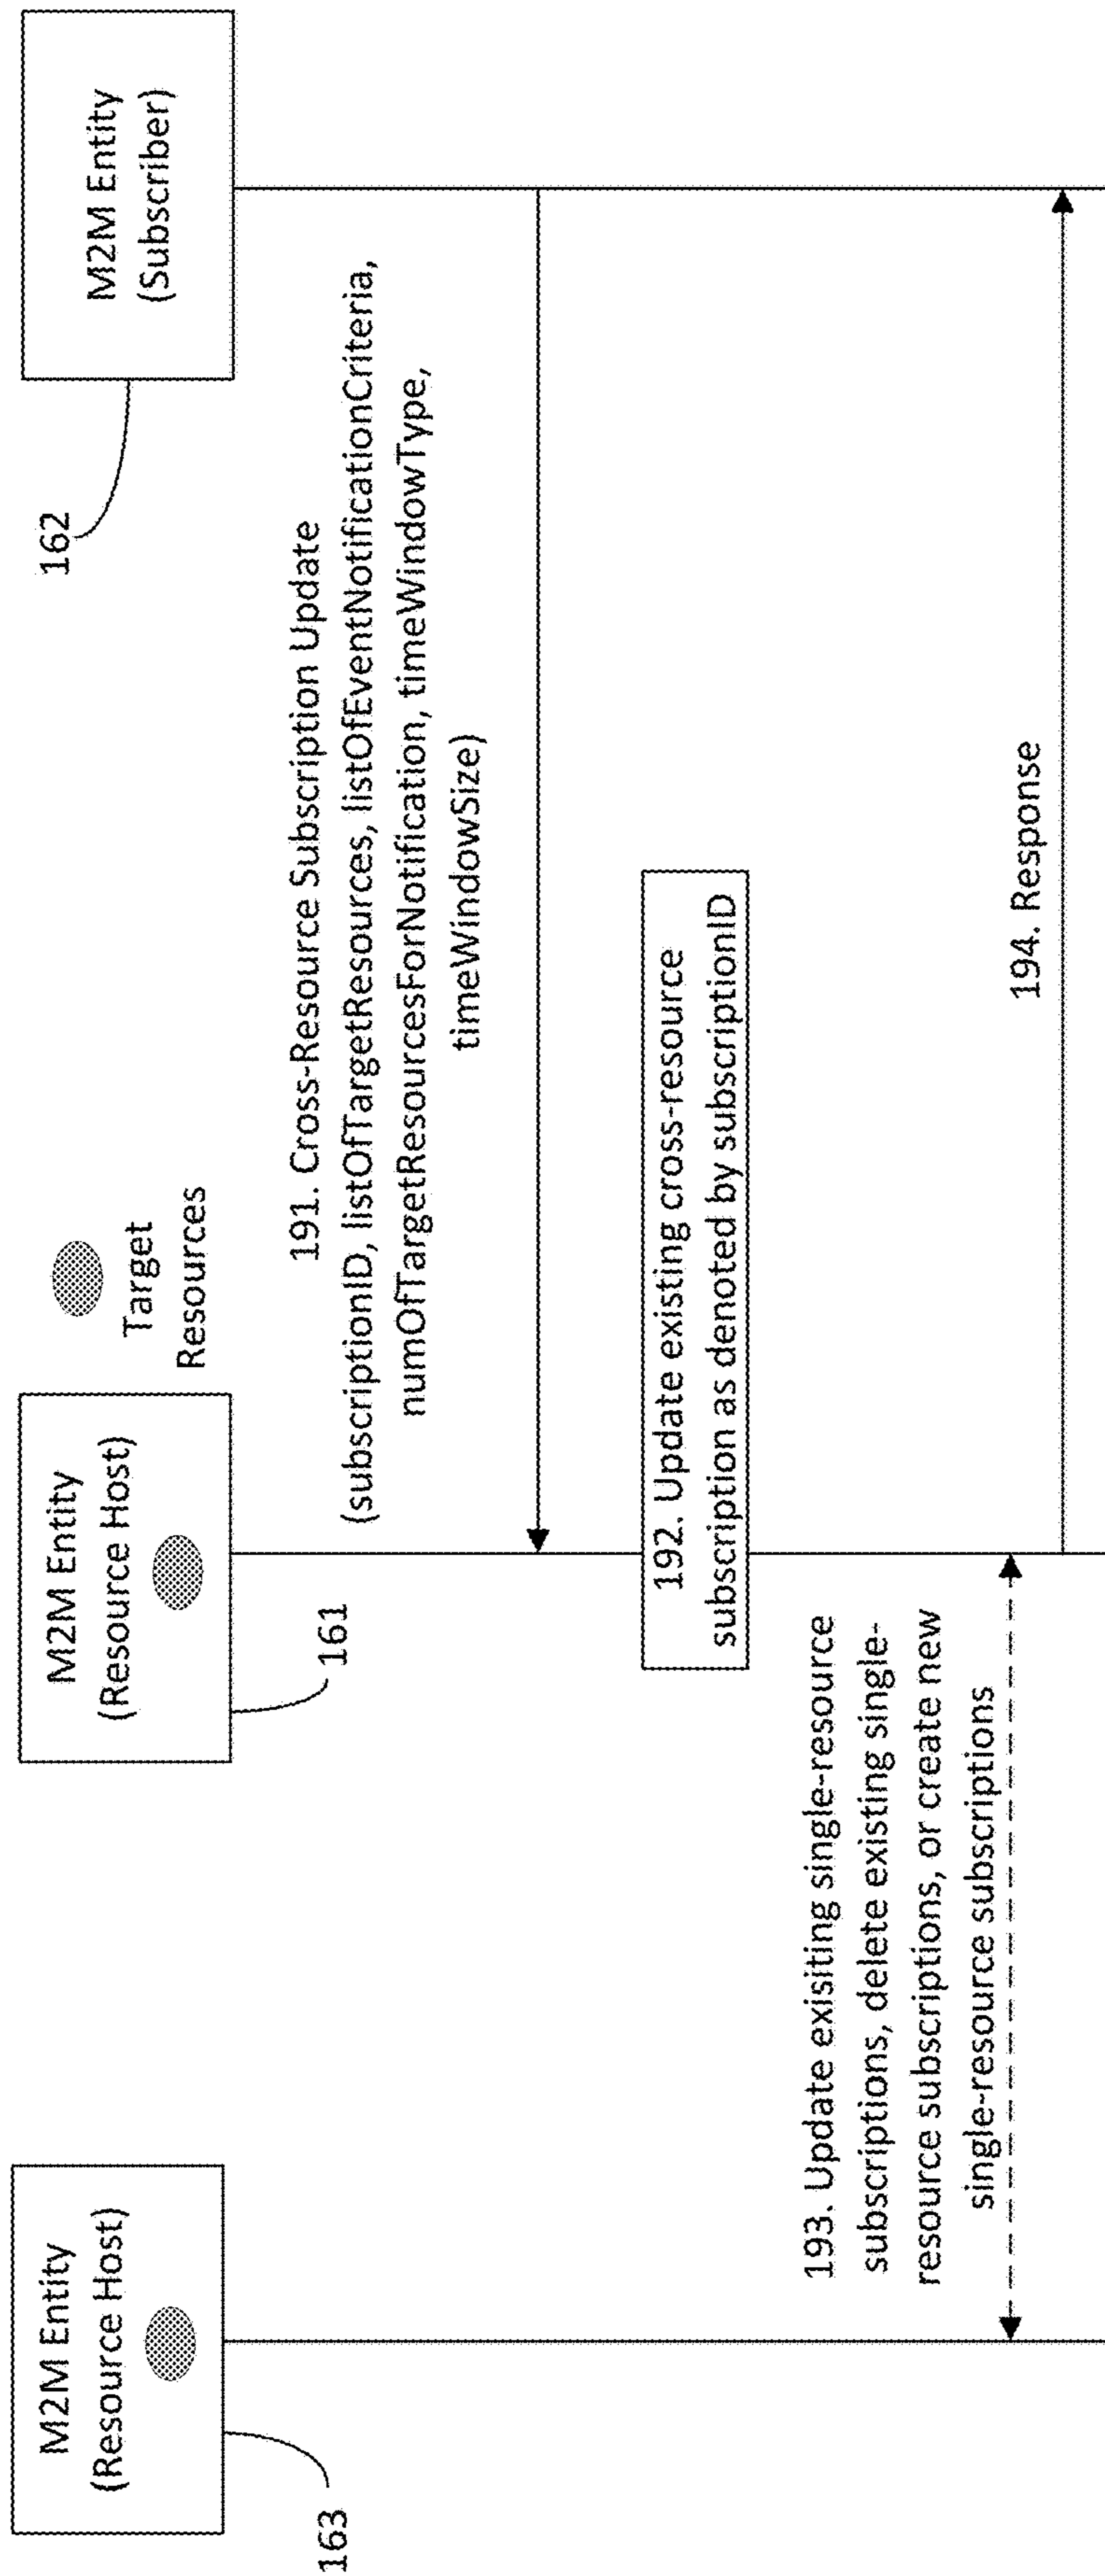 M2M Entity
(Resource Host)
163
M2M Entity
(Resource Host)
161
Target
Resources
M2M Entity
(Subscriber)
162
191. Cross-Resource Subscription Update
(subscriptionID, listOfTargetResources, listOfEventNotificationCriteria,
numOfTargetResourcesForNotification, timeWindowType,
timeWindowSize)
192. Update existing cross-resource
subscription as denoted by subscriptionID
193. Update exisiting single-resource
subscriptions, delete existing single-
resource subscriptions, or create new
single-resource subscriptions
194. Response